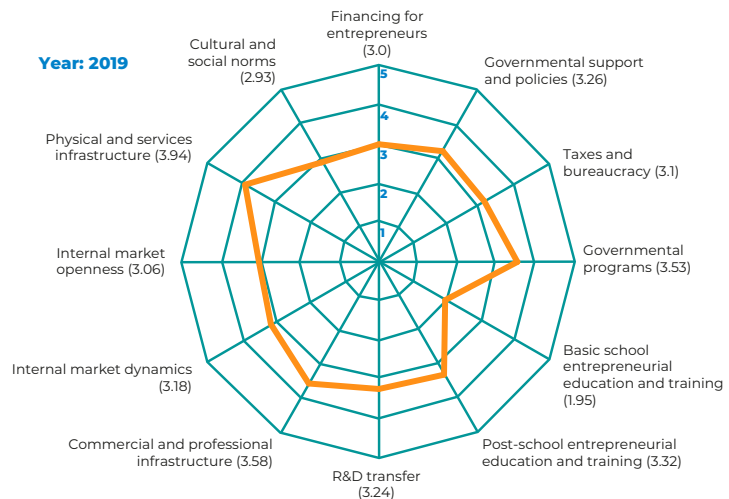 Year: 2019
Financing for
entrepreneurs
(3.0)
Governmental support
and policies (3.26)
Taxes and
bureaucracy (3.1)
Governmental
programs (3.53)
Basic school
entrepreneurial
education and training
(1.95)
Post-school entrepreneurial
education and training (3.32)
R&D transfer
(3.24)
Commercial and professional
infrastructure (3.58)
Internal market dynamics
(3.18)
Internal market
openness (3.06)
Physical and services
infrastructure (3.94)
Cultural and
social norms
(2.93)
5
4
3
2
1